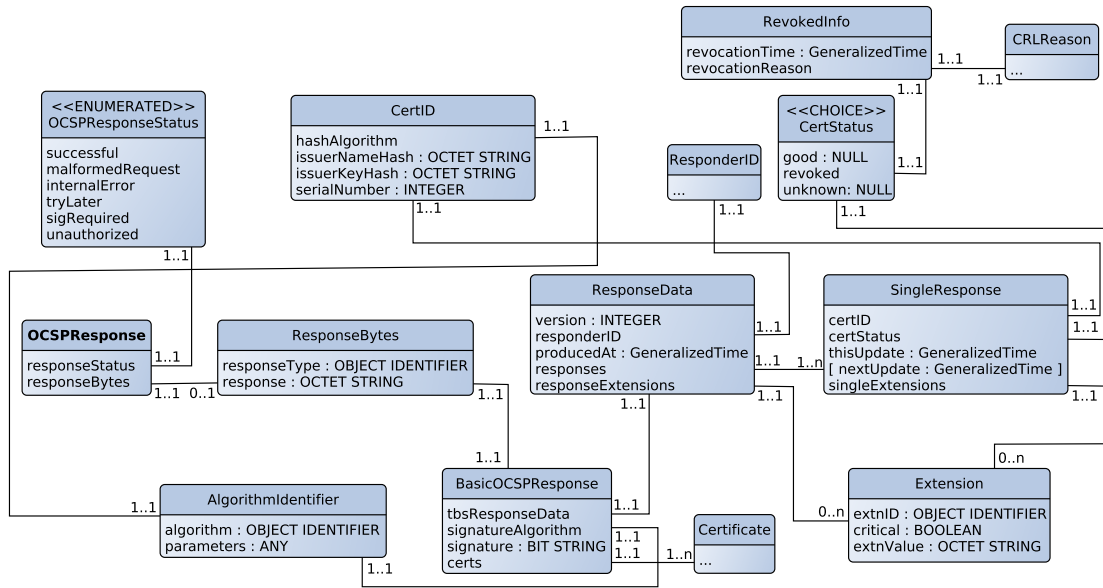 RevokedInfo
revocationTime : GeneralizedTime
revocationReason
1..1
1..1
1..1
CRLReason
...
<<ENUMERATED>>
OCSPResponseStatus
successful
malformedRequest
internalError
tryLater
sigRequired
unauthorized
1..1
CertID
hashAlgorithm
issuerNameHash : OCTET STRING
issuerKeyHash : OCTET STRING
serialNumber : INTEGER
1..1
1..1
ResponderID
...
1..1
<<CHOICE>>
CertStatus
good : NULL
revoked
unknown: NULL
1..1
1..1
OCSPResponse
responseStatus
responseBytes
1..1
1..1
0..1
ResponseBytes
responseType : OBJECT IDENTIFIER
response : OCTET STRING
1..1
1..1
ResponseData
version : INTEGER
responderID
producedAt : GeneralizedTime
responses
responseExtensions
1..1
1..1
1..n
1..1
1..1
SingleResponse
certID
certStatus
thisUpdate : GeneralizedTime
[ nextUpdate : GeneralizedTime ]
singleExtensions
1..1
1..1
1..1
AlgorithmIdentifier
algorithm : OBJECT IDENTIFIER
parameters : ANY
1..1
1..1
BasicOCSPResponse
tbsResponseData
signatureAlgorithm
signature : BIT STRING
certs
1..1
1..1
1..1
1..n
Certificate
...
0..n
0..n
Extension
extnID : OBJECT IDENTIFIER
critical : BOOLEAN
extnValue : OCTET STRING